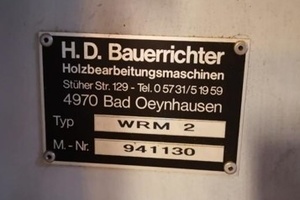 H.D. Bauerrichter
Holzbearbeitungsmaschinen
Stüher Str. 129 - Tel. 0 57 31/5 19 59
4970 Bad Oeynhausen
Typ WRM 2
M.-Nr. 941130